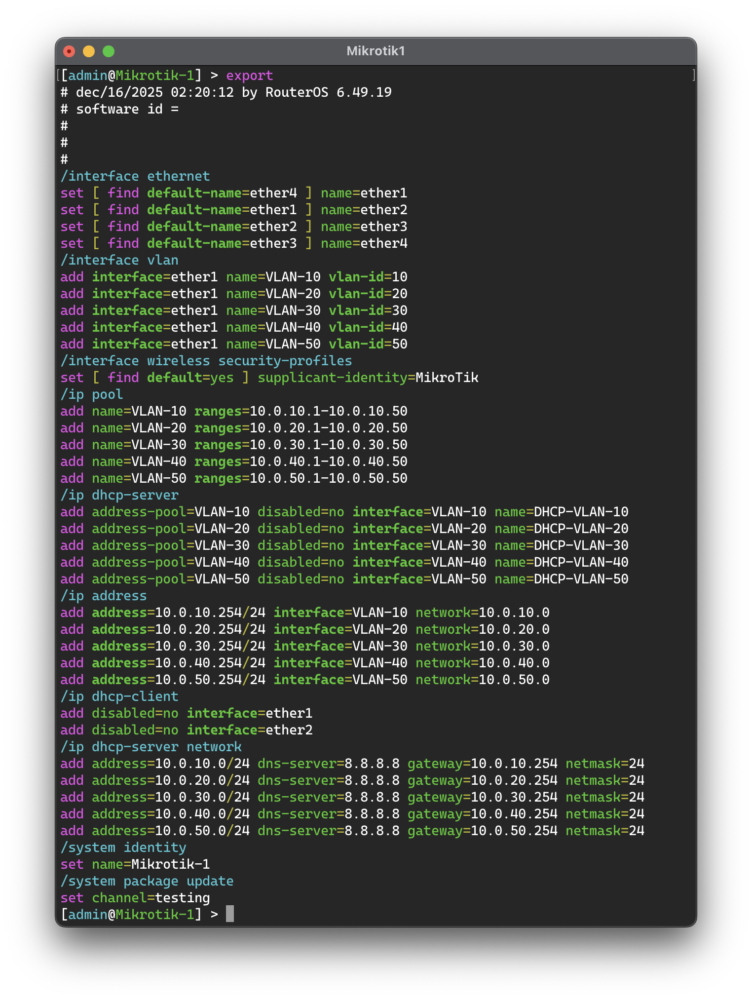 Mikrotik1
[[admin@Mikrotik-1] > export ]
# dec/16/2025 02:20:12 by RouterOS 6.49.19
# software id =
#
#
#
/interface ethernet
set [ find default-name=ether4 ] name=ether1
set [ find default-name=ether1 ] name=ether2
set [ find default-name=ether2 ] name=ether3
set [ find default-name=ether3 ] name=ether4
/interface vlan
add interface=ether1 name=VLAN-10 vlan-id=10
add interface=ether1 name=VLAN-20 vlan-id=20
add interface=ether1 name=VLAN-30 vlan-id=30
add interface=ether1 name=VLAN-40 vlan-id=40
add interface=ether1 name=VLAN-50 vlan-id=50
/interface wireless security-profiles
set [ find default=yes ] supplicant-identity=MikroTik
/ip pool
add name=VLAN-10 ranges=10.0.10.1-10.0.10.50
add name=VLAN-20 ranges=10.0.20.1-10.0.20.50
add name=VLAN-30 ranges=10.0.30.1-10.0.30.50
add name=VLAN-40 ranges=10.0.40.1-10.0.40.50
add name=VLAN-50 ranges=10.0.50.1-10.0.50.50
/ip dhcp-server
add address-pool=VLAN-10 disabled=no interface=VLAN-10 name=DHCP-VLAN-10
add address-pool=VLAN-20 disabled=no interface=VLAN-20 name=DHCP-VLAN-20
add address-pool=VLAN-30 disabled=no interface=VLAN-30 name=DHCP-VLAN-30
add address-pool=VLAN-40 disabled=no interface=VLAN-40 name=DHCP-VLAN-40
add address-pool=VLAN-50 disabled=no interface=VLAN-50 name=DHCP-VLAN-50
/ip address
add address=10.0.10.254/24 interface=VLAN-10 network=10.0.10.0
add address=10.0.20.254/24 interface=VLAN-20 network=10.0.20.0
add address=10.0.30.254/24 interface=VLAN-30 network=10.0.30.0
add address=10.0.40.254/24 interface=VLAN-40 network=10.0.40.0
add address=10.0.50.254/24 interface=VLAN-50 network=10.0.50.0
/ip dhcp-client
add disabled=no interface=ether1
add disabled=no interface=ether2
/ip dhcp-server network
add address=10.0.10.0/24 dns-server=8.8.8.8 gateway=10.0.10.254 netmask=24
add address=10.0.20.0/24 dns-server=8.8.8.8 gateway=10.0.20.254 netmask=24
add address=10.0.30.0/24 dns-server=8.8.8.8 gateway=10.0.30.254 netmask=24
add address=10.0.40.0/24 dns-server=8.8.8.8 gateway=10.0.40.254 netmask=24
add address=10.0.50.0/24 dns-server=8.8.8.8 gateway=10.0.50.254 netmask=24
/system identity
set name=Mikrotik-1
/system package update
set channel=testing
[admin@Mikrotik-1] >